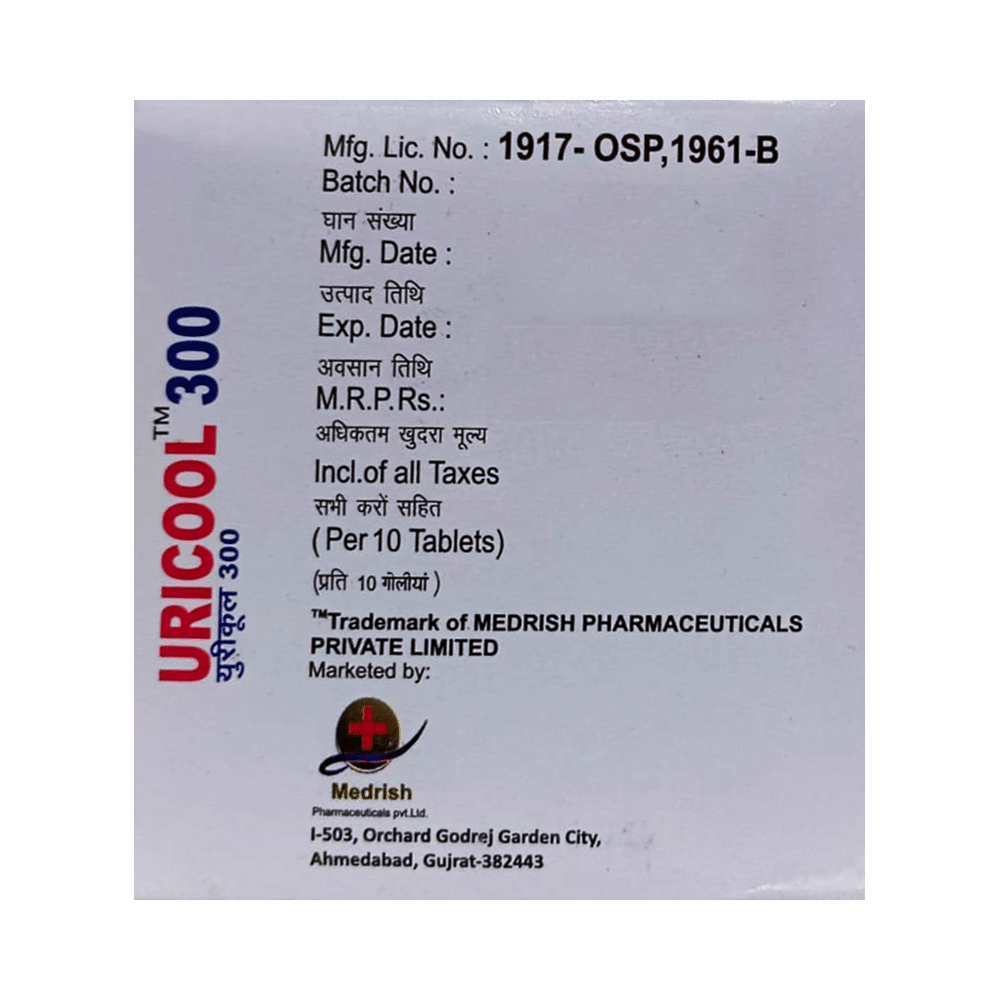 Mfg. Lic. No. : 1917- OSP,1961-B
Batch No. :
घान संख्या
Mfg. Date :
उत्पाद तिथि
Exp. Date :
अवसान तिथि
M.R.P.Rs.:
अधिकतम खुदरा मूल्य
Incl.of all Taxes
सभी करों सहित
(Per 10 Tablets)
(प्रति 10 गोलीयां )
™Trademark of MEDRISH PHARMACEUTICALS
PRIVATE LIMITED
Marketed by:
Medrish
Pharmaceuticals pvt.Ltd.
I-503, Orchard Godrej Garden City,
Ahmedabad, Gujrat-382443
URICOOL™ 300
युरीकूल 300